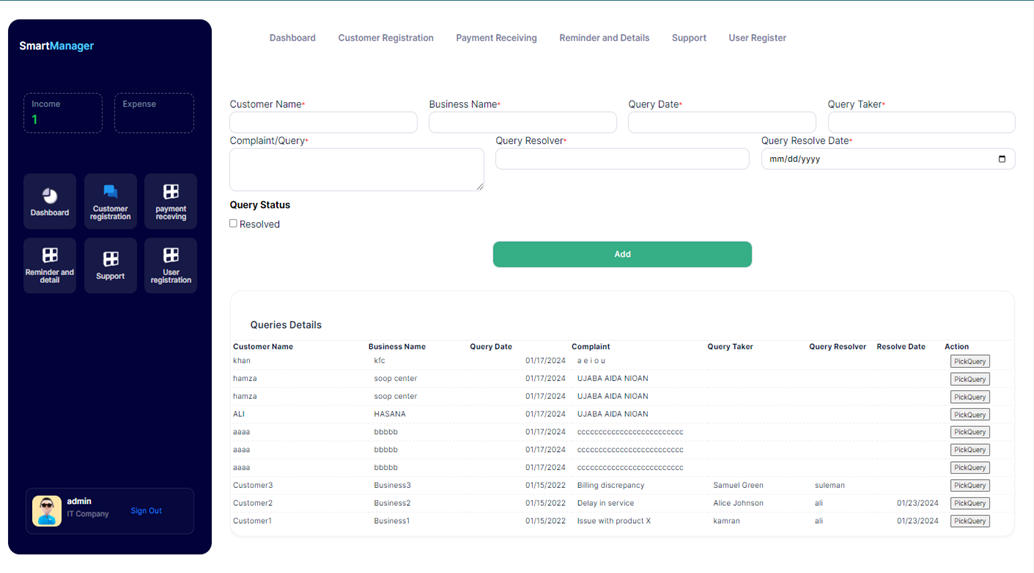 SmartManager
Dashboard Customer Registration Payment Receiving Reminder and Details Support User Register
Income
1
Expense
Dashboard
Customer registration
payment receving
Reminder and detail
Support
User registration
admin
IT Company
Sign Out
Customer Name* Business Name* Query Date* Query Taker*
Complaint/Query* Query Resolver* Query Resolve Date*
mm/dd/yyyy
Query Status
Resolved
Add
Queries Details
Customer Name Business Name Query Date Complaint Query Taker Query Resolver Resolve Date Action
khan kfc 01/17/2024 a e i o u PickQuery
hamza soop center 01/17/2024 UJABA AIDA NIOAN PickQuery
hamza soop center 01/17/2024 UJABA AIDA NIOAN PickQuery
ALI HASANA 01/17/2024 UJABA AIDA NIOAN PickQuery
aaaa bbbbb 01/17/2024 ccccccccccccccccccccccccc PickQuery
aaaa bbbbb 01/17/2024 ccccccccccccccccccccccccc PickQuery
aaaa bbbbb 01/17/2024 ccccccccccccccccccccccccc PickQuery
Customer3 Business3 01/15/2022 Billing discrepancy Samuel Green suleman PickQuery
Customer2 Business2 01/15/2022 Delay in service Alice Johnson ali 01/23/2024 PickQuery
Customer1 Business1 01/15/2022 Issue with product X kamran ali 01/23/2024 PickQuery